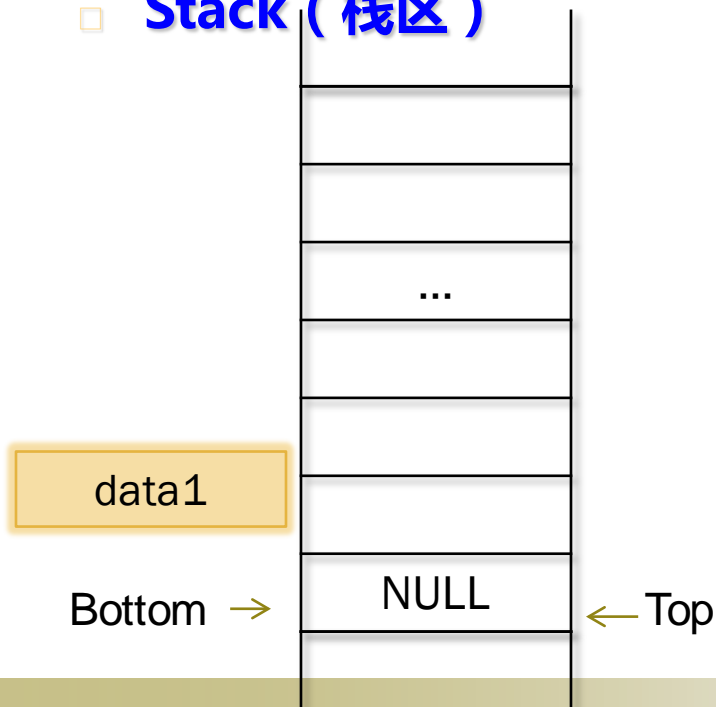 Stack（栈区）
...
data1
NULL
Bottom
Top